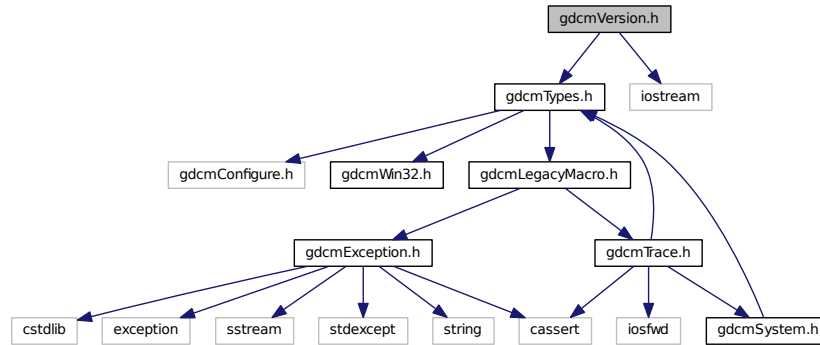 gdcmVersion.h
gdcmTypes.h
iostream
gdcmConfigure.h
gdcmWin32.h
gdcmLegacyMacro.h
gdcmException.h
gdcmTrace.h
cstdlib
exception
sstream
stdexcept
string
cassert
iosfwd
gdcmSystem.h